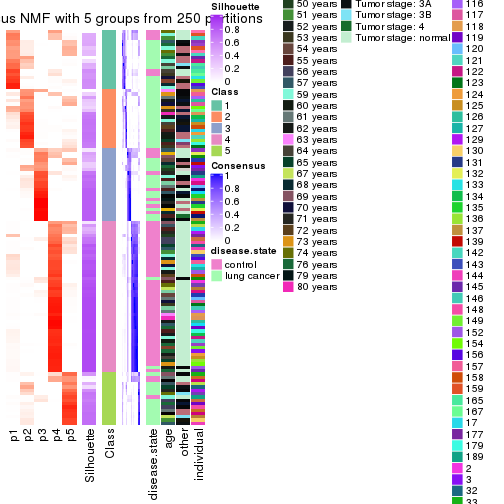 us NMF with 5 groups from 250 partitions
p1
p2
p3
p4
p5
Silhouette
Class
disease.state
age
other
individual
Silhouette
1
0.8
0.6
0.4
0.2
0
Class
1
2
3
4
5
Consensus
1
0.8
0.6
0.4
0.2
0
disease.state
control
lung cancer
50 years
51 years
52 years
53 years
54 years
55 years
56 years
57 years
59 years
60 years
61 years
62 years
63 years
64 years
65 years
67 years
68 years
69 years
70 years
71 years
72 years
73 years
74 years
76 years
79 years
80 years
Tumor stage: 3A
Tumor stage: 3B
Tumor stage: 4
Tumor stage: normal
116
117
118
119
120
121
122
123
124
125
126
127
129
130
131
132
133
134
135
136
137
139
142
143
144
145
146
148
149
152
154
156
157
158
159
165
167
17
177
179
189
2
3
32
33